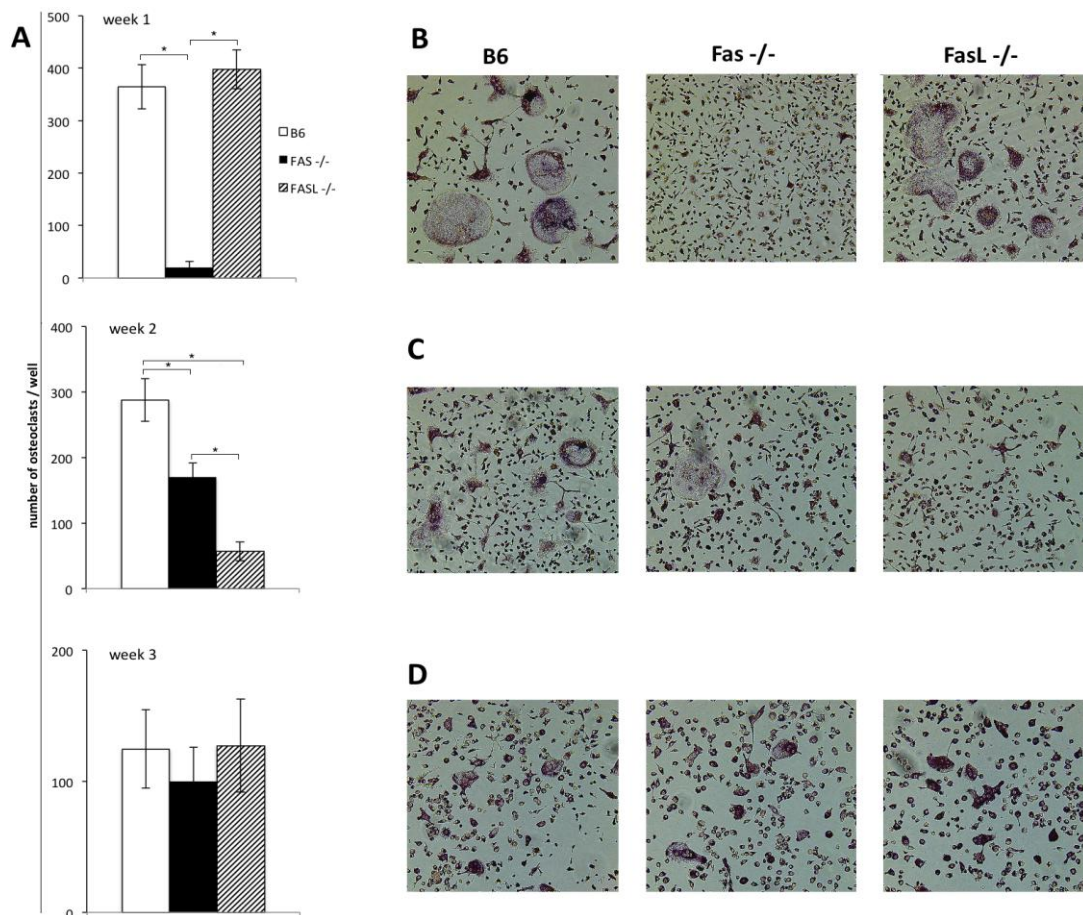 A
week 1
500
400
300
200
100
0
* *
B6
FAS -/-
FASL -/-
number of osteoclasts / well
week 2
400
300
200
100
0
*
*
*
week 3
200
100
0
B
B6 Fas -/- FasL -/-
C
D